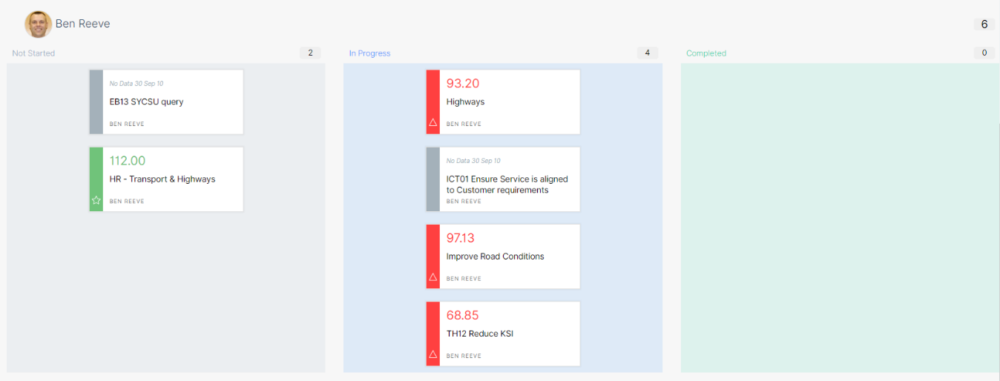 Ben Reeve
6
Not Started
2
No Data 30 Sep 10
EB13 SYCSU query
BEN REEVE
112.00
HR - Transport & Highways
BEN REEVE
In Progress
4
93.20
Highways
BEN REEVE
No Data 30 Sep 10
ICT01 Ensure Service is aligned
to Customer requirements
BEN REEVE
97.13
Improve Road Conditions
BEN REEVE
68.85
TH12 Reduce KSI
BEN REEVE
Completed
0